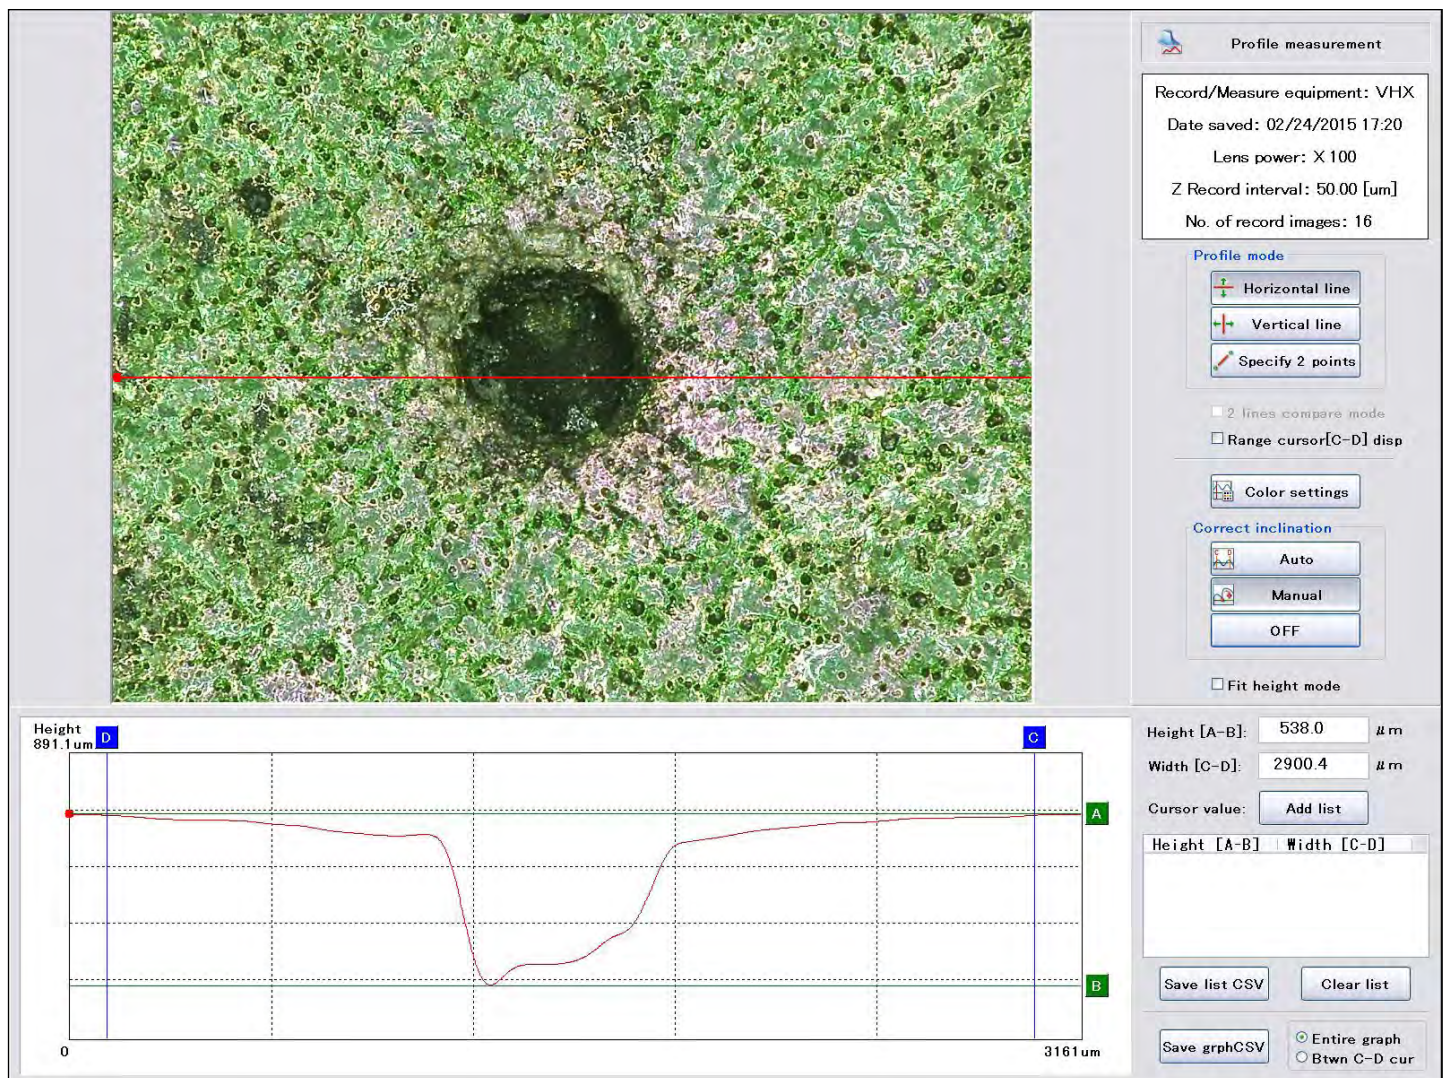 Profile measurement
Record/Measure equipment: VHX
Date saved: 02/24/2015 17:20
Lens power: X 100
Z Record interval: 50.00 [um]
No. of record images: 16
Profile mode
Horizontal line
Vertical line
Specify 2 points
2 lines compare mode
Range cursor[C-D] disp
Color settings
Correct inclination
C D
Auto
Manual
OFF
Fit height mode
Height
891.1um
D
C
A
B
0
3161um
Height [A-B]: 538.0 μm
Width [C-D]: 2900.4 μm
Cursor value: Add list
Height [A-B] Width [C-D]
Save list CSV Clear list
Save grphCSV
Entire graph
Btwn C-D cur